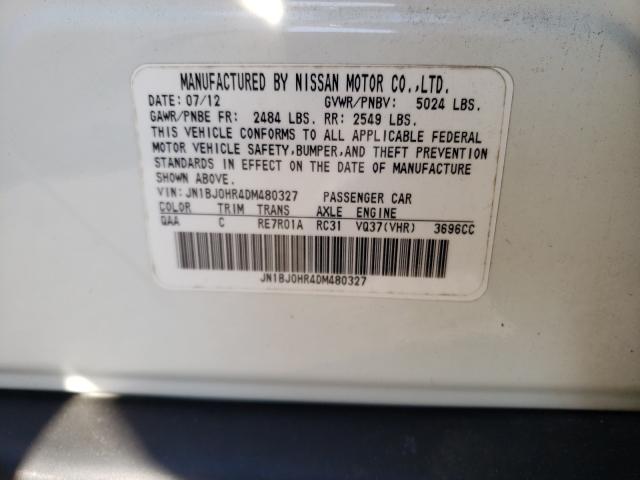 MANUFACTURED BY NISSAN MOTOR CO.,LTD.
DATE: 07/12 GVWR/PNBV: 5024 LBS.
GAWR/PNBE FR: 2484 LBS. RR: 2549 LBS.
THIS VEHICLE CONFORMS TO ALL APPLICABLE FEDERAL
MOTOR VEHICLE SAFETY,BUMPER,AND THEFT PREVENTION
STANDARDS IN EFFECT ON THE DATE OF MANUFACTURE
SHOWN ABOVE.
VIN: JN1BJ0HR4DM480327 PASSENGER CAR
COLOR TRIM TRANS AXLE ENGINE
QAA C RE7R01A RC31 VQ37(VHR) 3696CC
JN1BJ0HR4DM480327